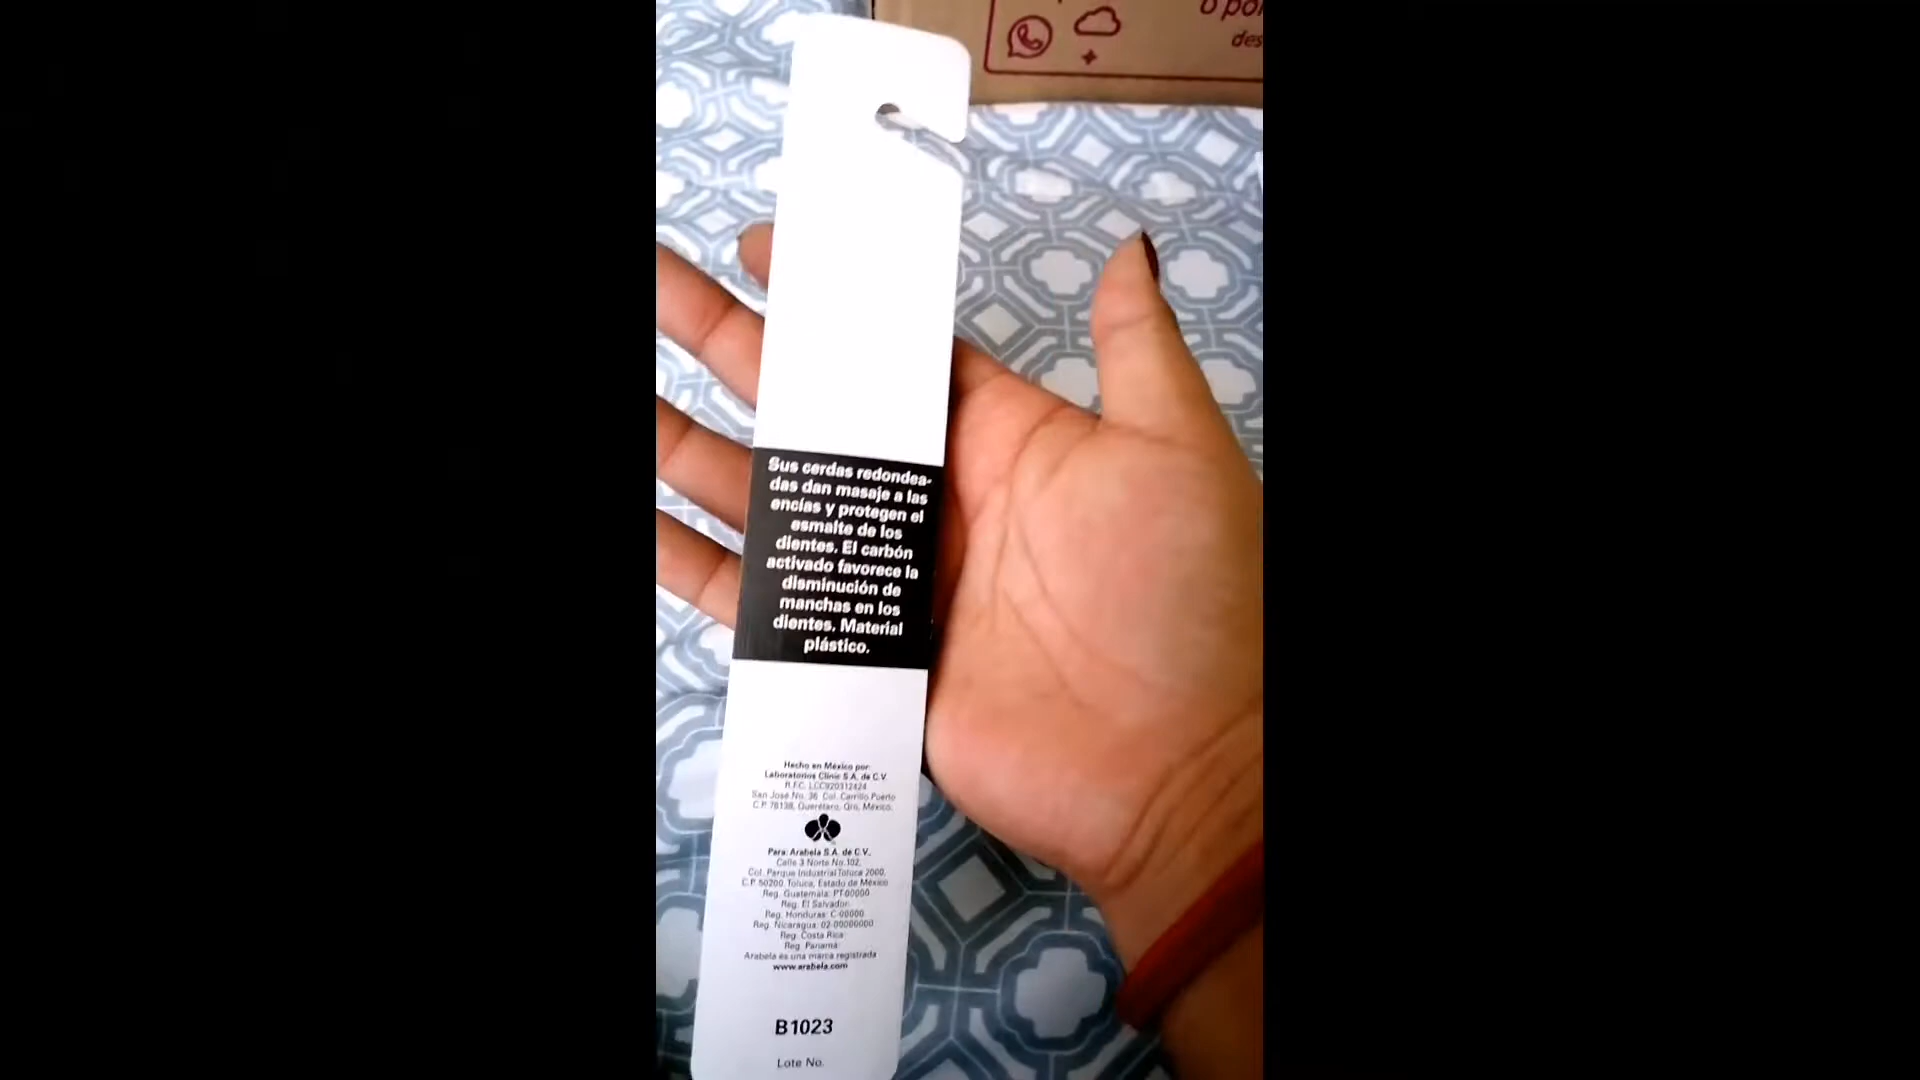 o por
des
Sus cerdas redondea-
das dan masaje a las
encías y protegen el
esmalte de los
dientes. El carbón
activado favorece la
disminución de
manchas en los
dientes. Material
plástico.
Hecho en México por:
Laboratorios Clinic S.A. de C.V.
R.F.C. LCC920312424
San José No. 36 Col. Carrillo Puerto
C.P. 76138, Querétaro, Qro, México.
Para: Arabela S.A. de C.V.
Calle 3 Norte No.102,
Col. Parque Industrial Toluca 2000,
C.P. 50200. Toluca, Estado de México
Reg. Guatemala: PT-00000
Reg. El Salvador:
Reg. Honduras: C-00000
Reg. Nicaragua: 02-00000000
Reg. Costa Rica:
Reg. Panamá:
Arabela es una marca registrada
www.arabela.com
B1023
Lote No.